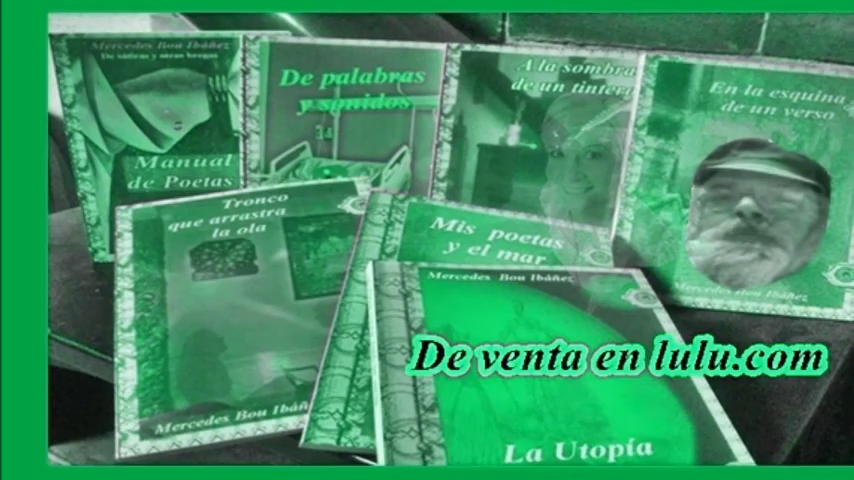 Mercedes Bou Ibáñez
De sátiras y otras bregas
Manual
de Poetas
De palabras
y sonidos
34
A la sombra
de un tintero
En la esquina
de un verso
Mercedes Bou Ibáñez
Tronco
que arrastra
la ola
Mercedes Bou Ibáñ
Mis poetas
y el mar
Mercedes Bou Ibáñez
De venta en lulu.com
La Utopía